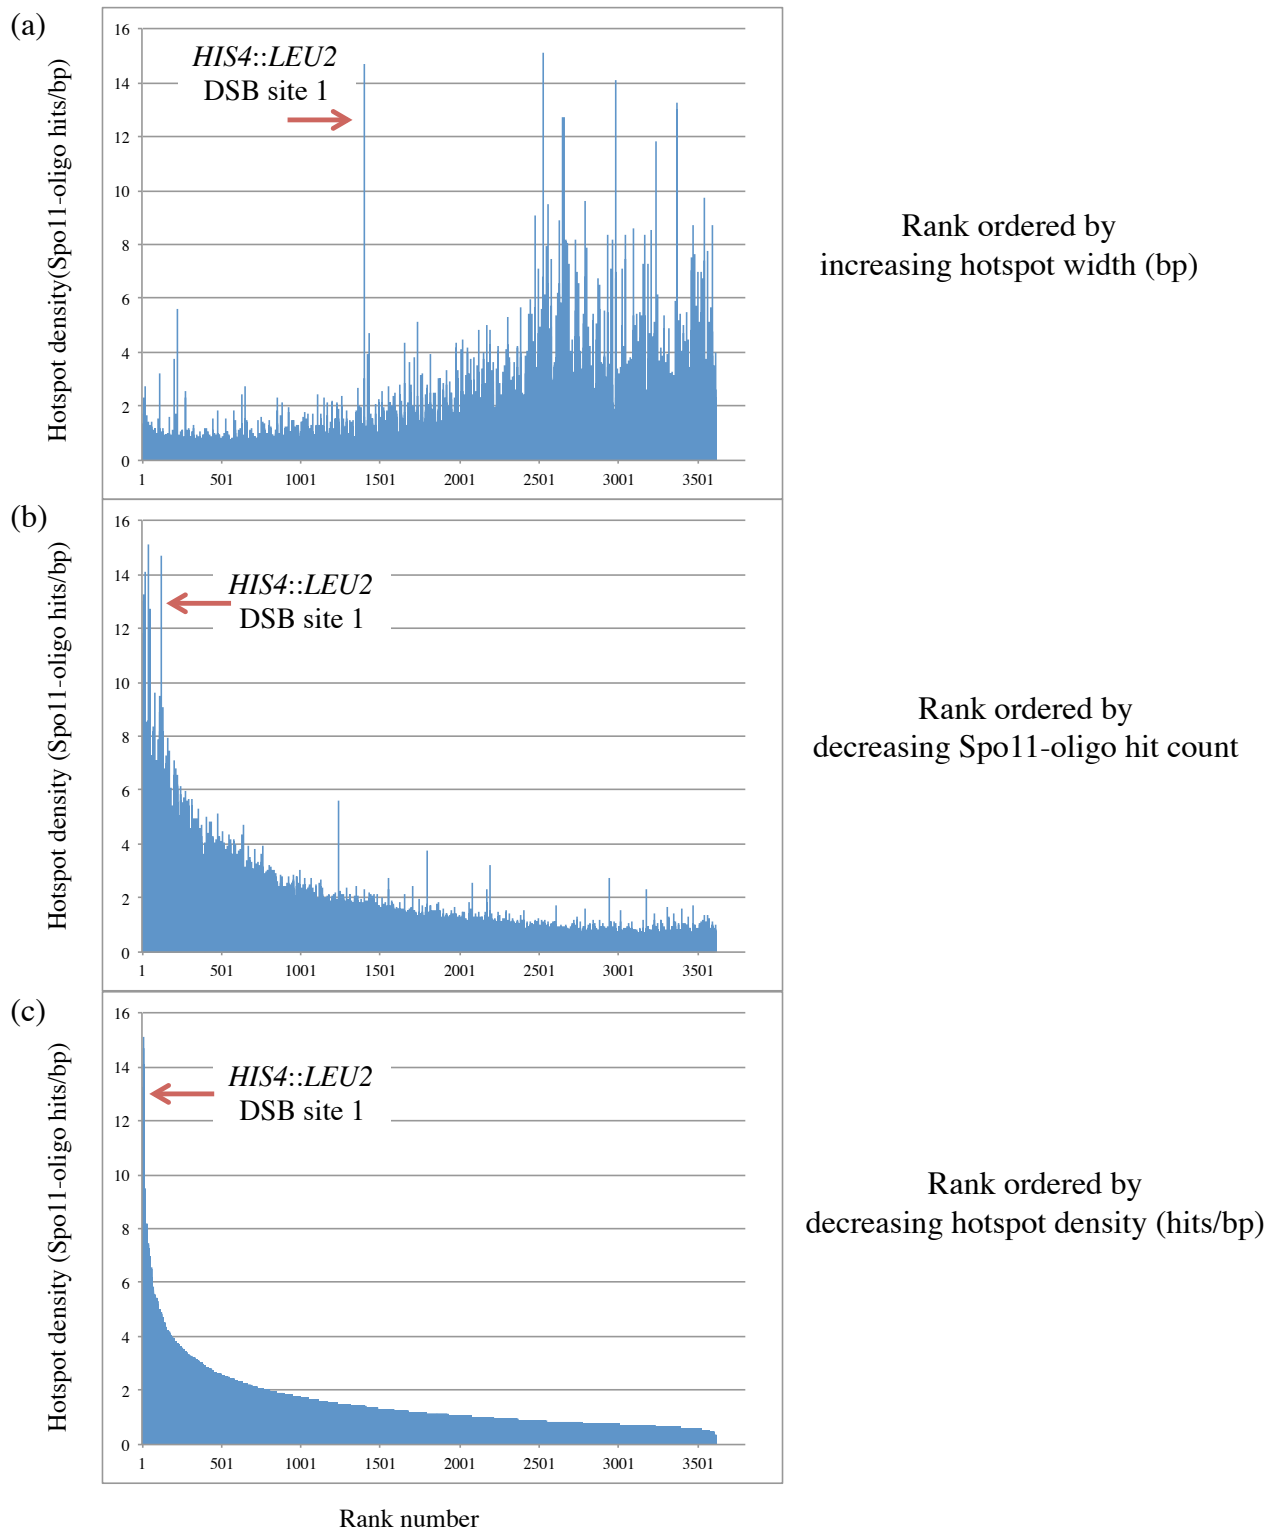 (a)
Hotspot density(Spo11-oligo hits/bp)
16
14
12
10
8
6
4
2
0
HIS4::LEU2
DSB site 1
1 501 1001 1501 2001 2501 3001 3501
Rank ordered by
increasing hotspot width (bp)
(b)
Hotspot density (Spo11-oligo hits/bp)
16
14
12
10
8
6
4
2
0
HIS4::LEU2
DSB site 1
1 501 1001 1501 2001 2501 3001 3501
Rank ordered by
decreasing Spo11-oligo hit count
(c)
Hotspot density (Spo11-oligo hits/bp)
16
14
12
10
8
6
4
2
0
HIS4::LEU2
DSB site 1
1 501 1001 1501 2001 2501 3001 3501
Rank ordered by
decreasing hotspot density (hits/bp)
Rank number